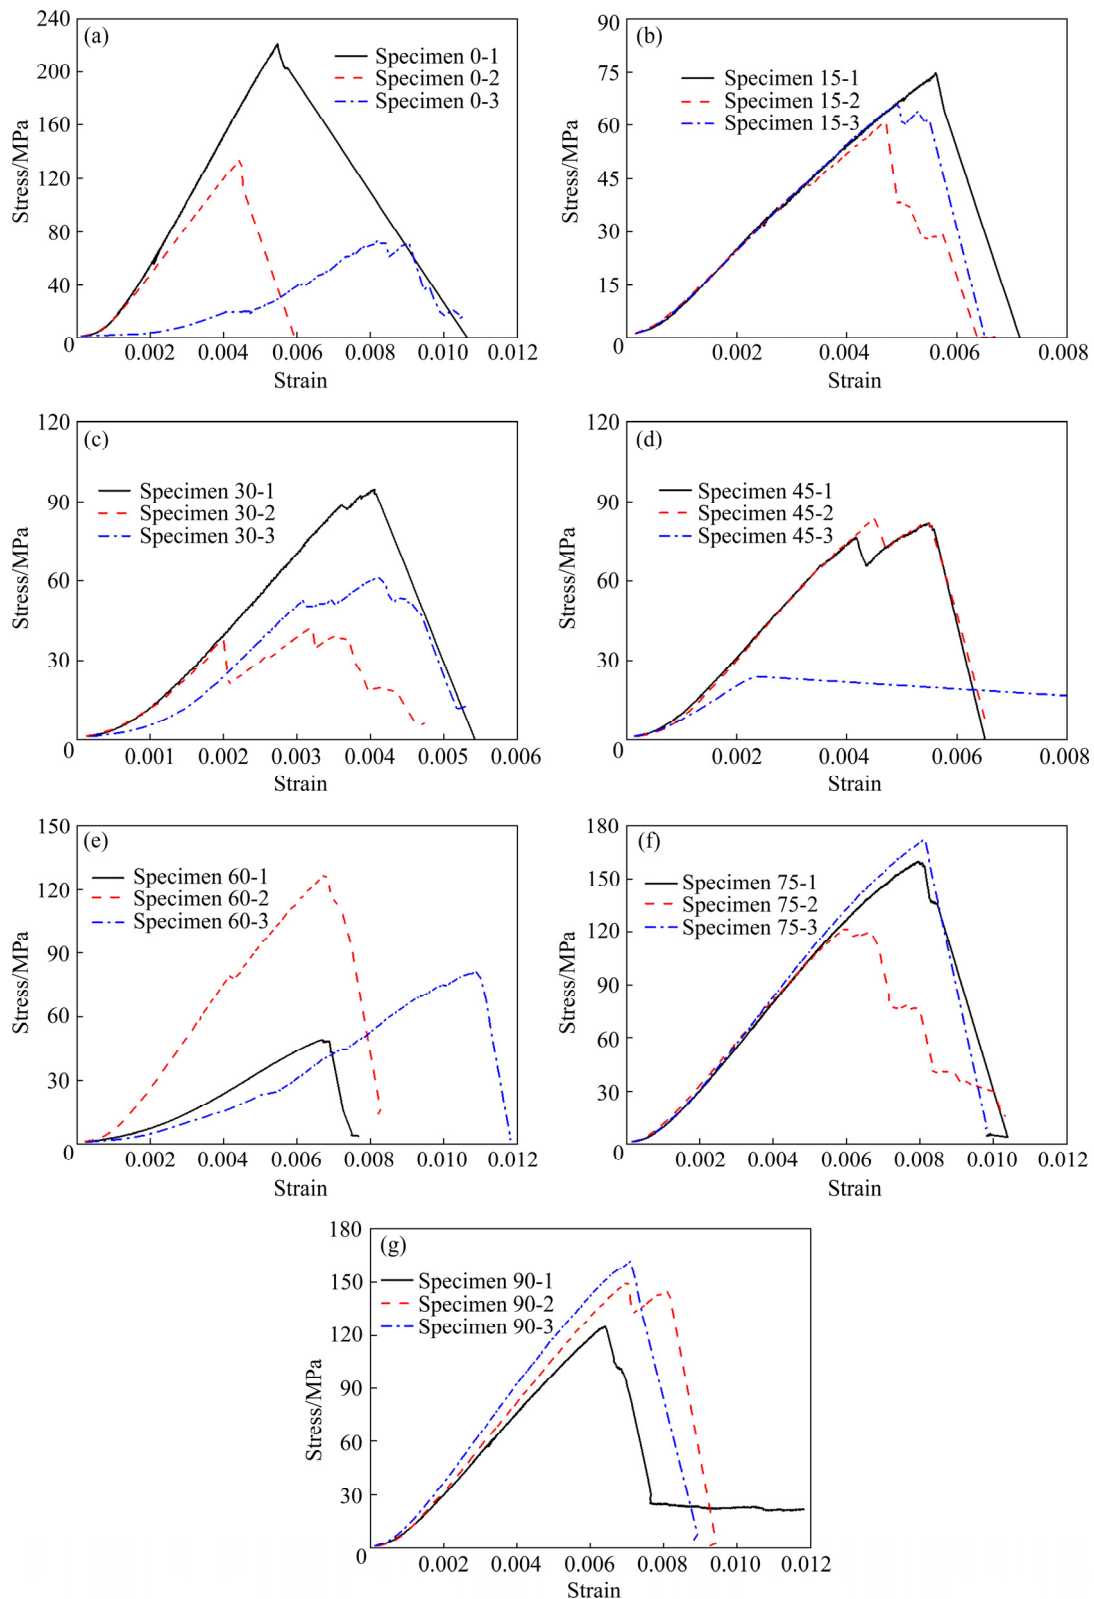 (a)
Stress/MPa
240
200
160
120
80
40
0
Specimen 0-1
Specimen 0-2
Specimen 0-3
0.002 0.004 0.006 0.008 0.010 0.012
Strain
(b)
Stress/MPa
90
75
60
45
30
15
0
Specimen 15-1
Specimen 15-2
Specimen 15-3
0.002 0.004 0.006 0.008
Strain
(c)
Stress/MPa
120
90
60
30
0
Specimen 30-1
Specimen 30-2
Specimen 30-3
0.001 0.002 0.003 0.004 0.005 0.006
Strain
(d)
Stress/MPa
120
90
60
30
0
Specimen 45-1
Specimen 45-2
Specimen 45-3
0.002 0.004 0.006 0.008
Strain
(e)
Stress/MPa
150
120
90
60
30
0
Specimen 60-1
Specimen 60-2
Specimen 60-3
0.002 0.004 0.006 0.008 0.010 0.012
Strain
(f)
Stress/MPa
180
150
120
90
60
30
0
Specimen 75-1
Specimen 75-2
Specimen 75-3
0.002 0.004 0.006 0.008 0.010 0.012
Strain
(g)
Stress/MPa
180
150
120
90
60
30
0
Specimen 90-1
Specimen 90-2
Specimen 90-3
0.002 0.004 0.006 0.008 0.010 0.012
Strain